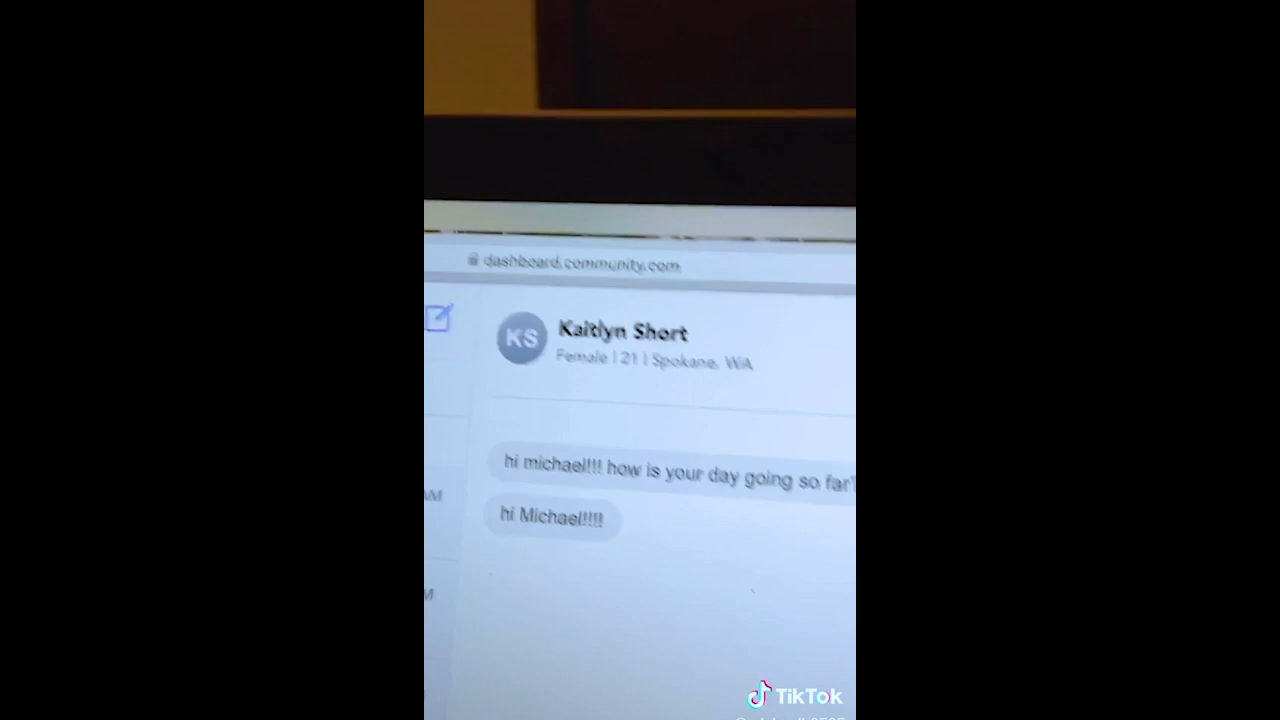 dashboard.community.com
KS
Kaitlyn Short
Female | 21 | Spokane, WA
hi michael!!! how is your day going so far
hi Michael!!!!
AM
M
TikTok